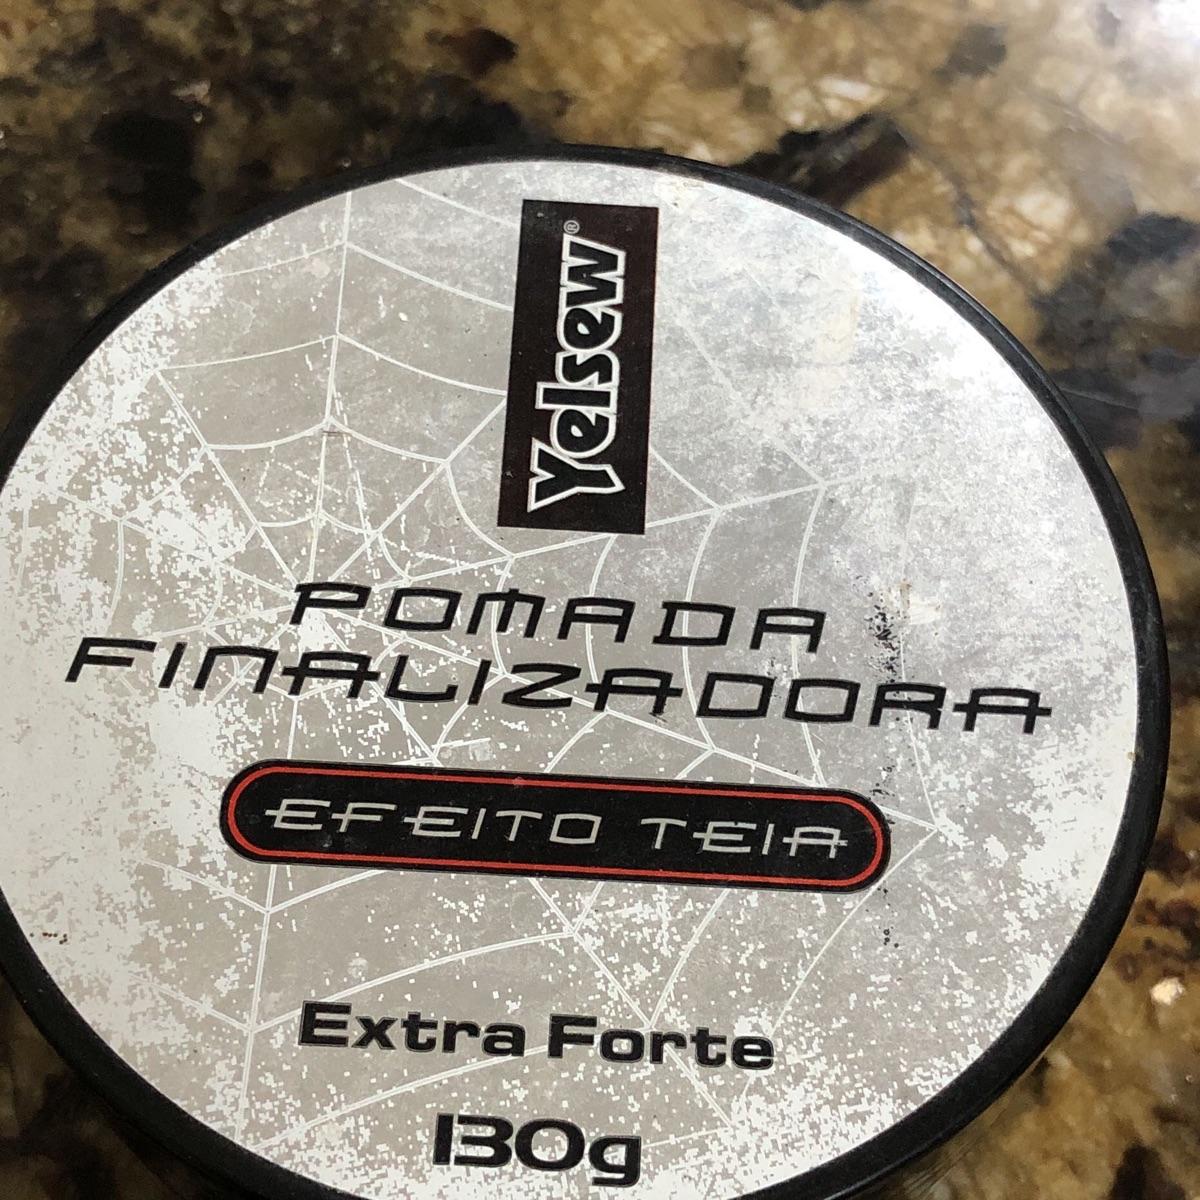 Yelsew®
POMADA
FINALIZADORA
EFEITO TEIA
Extra Forte
130g